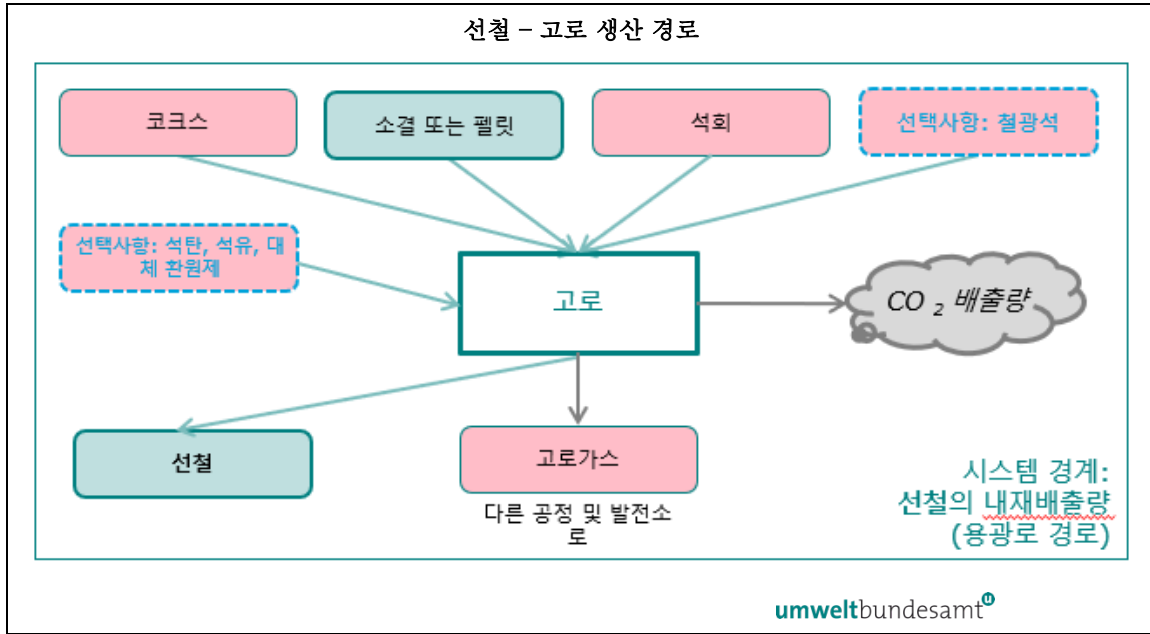 선철 – 고로 생산 경로
코크스
소결 또는 펠릿
석회
선택사항: 철광석
선택사항: 석탄, 석유, 대
체 환원제
고로
CO 2 배출량
선철
고로가스
다른 공정 및 발전소
로
시스템 경계:
선철의 내재배출량
(용광로 경로)
umweltbundesamt u